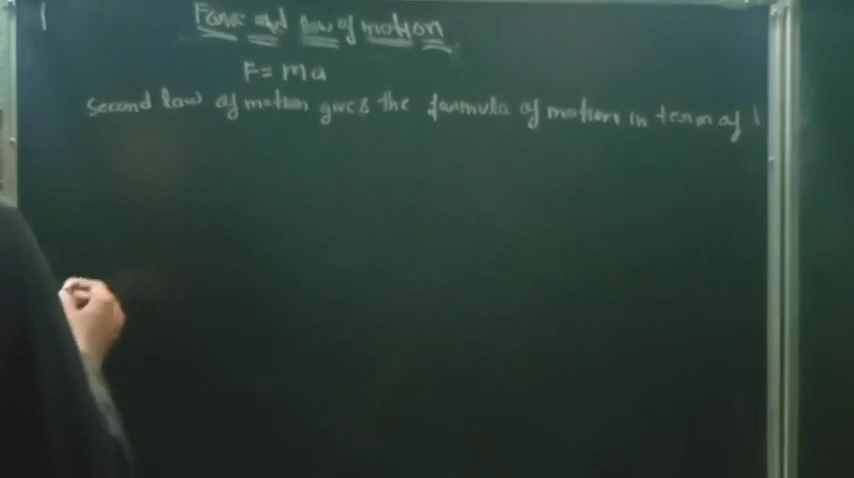 Force and law of motion
F = ma
Second law of motion gives the formula of motion in term of